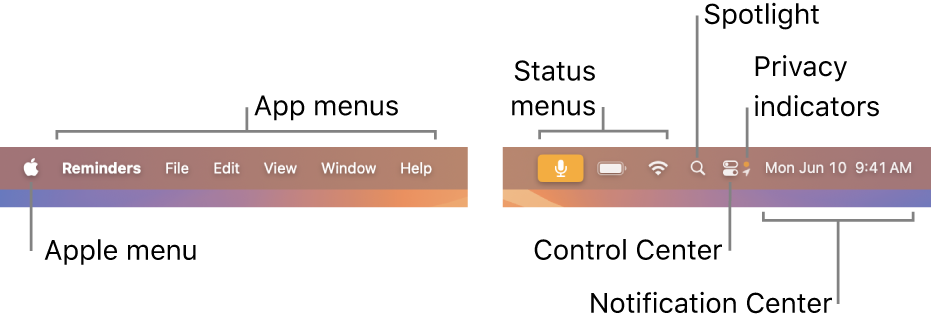 Spotlight
Status
menus
Privacy
indicators
App menus
Reminders File Edit View Window Help
Mon Jun 10 9:41 AM
Apple menu
Control Center
Notification Center